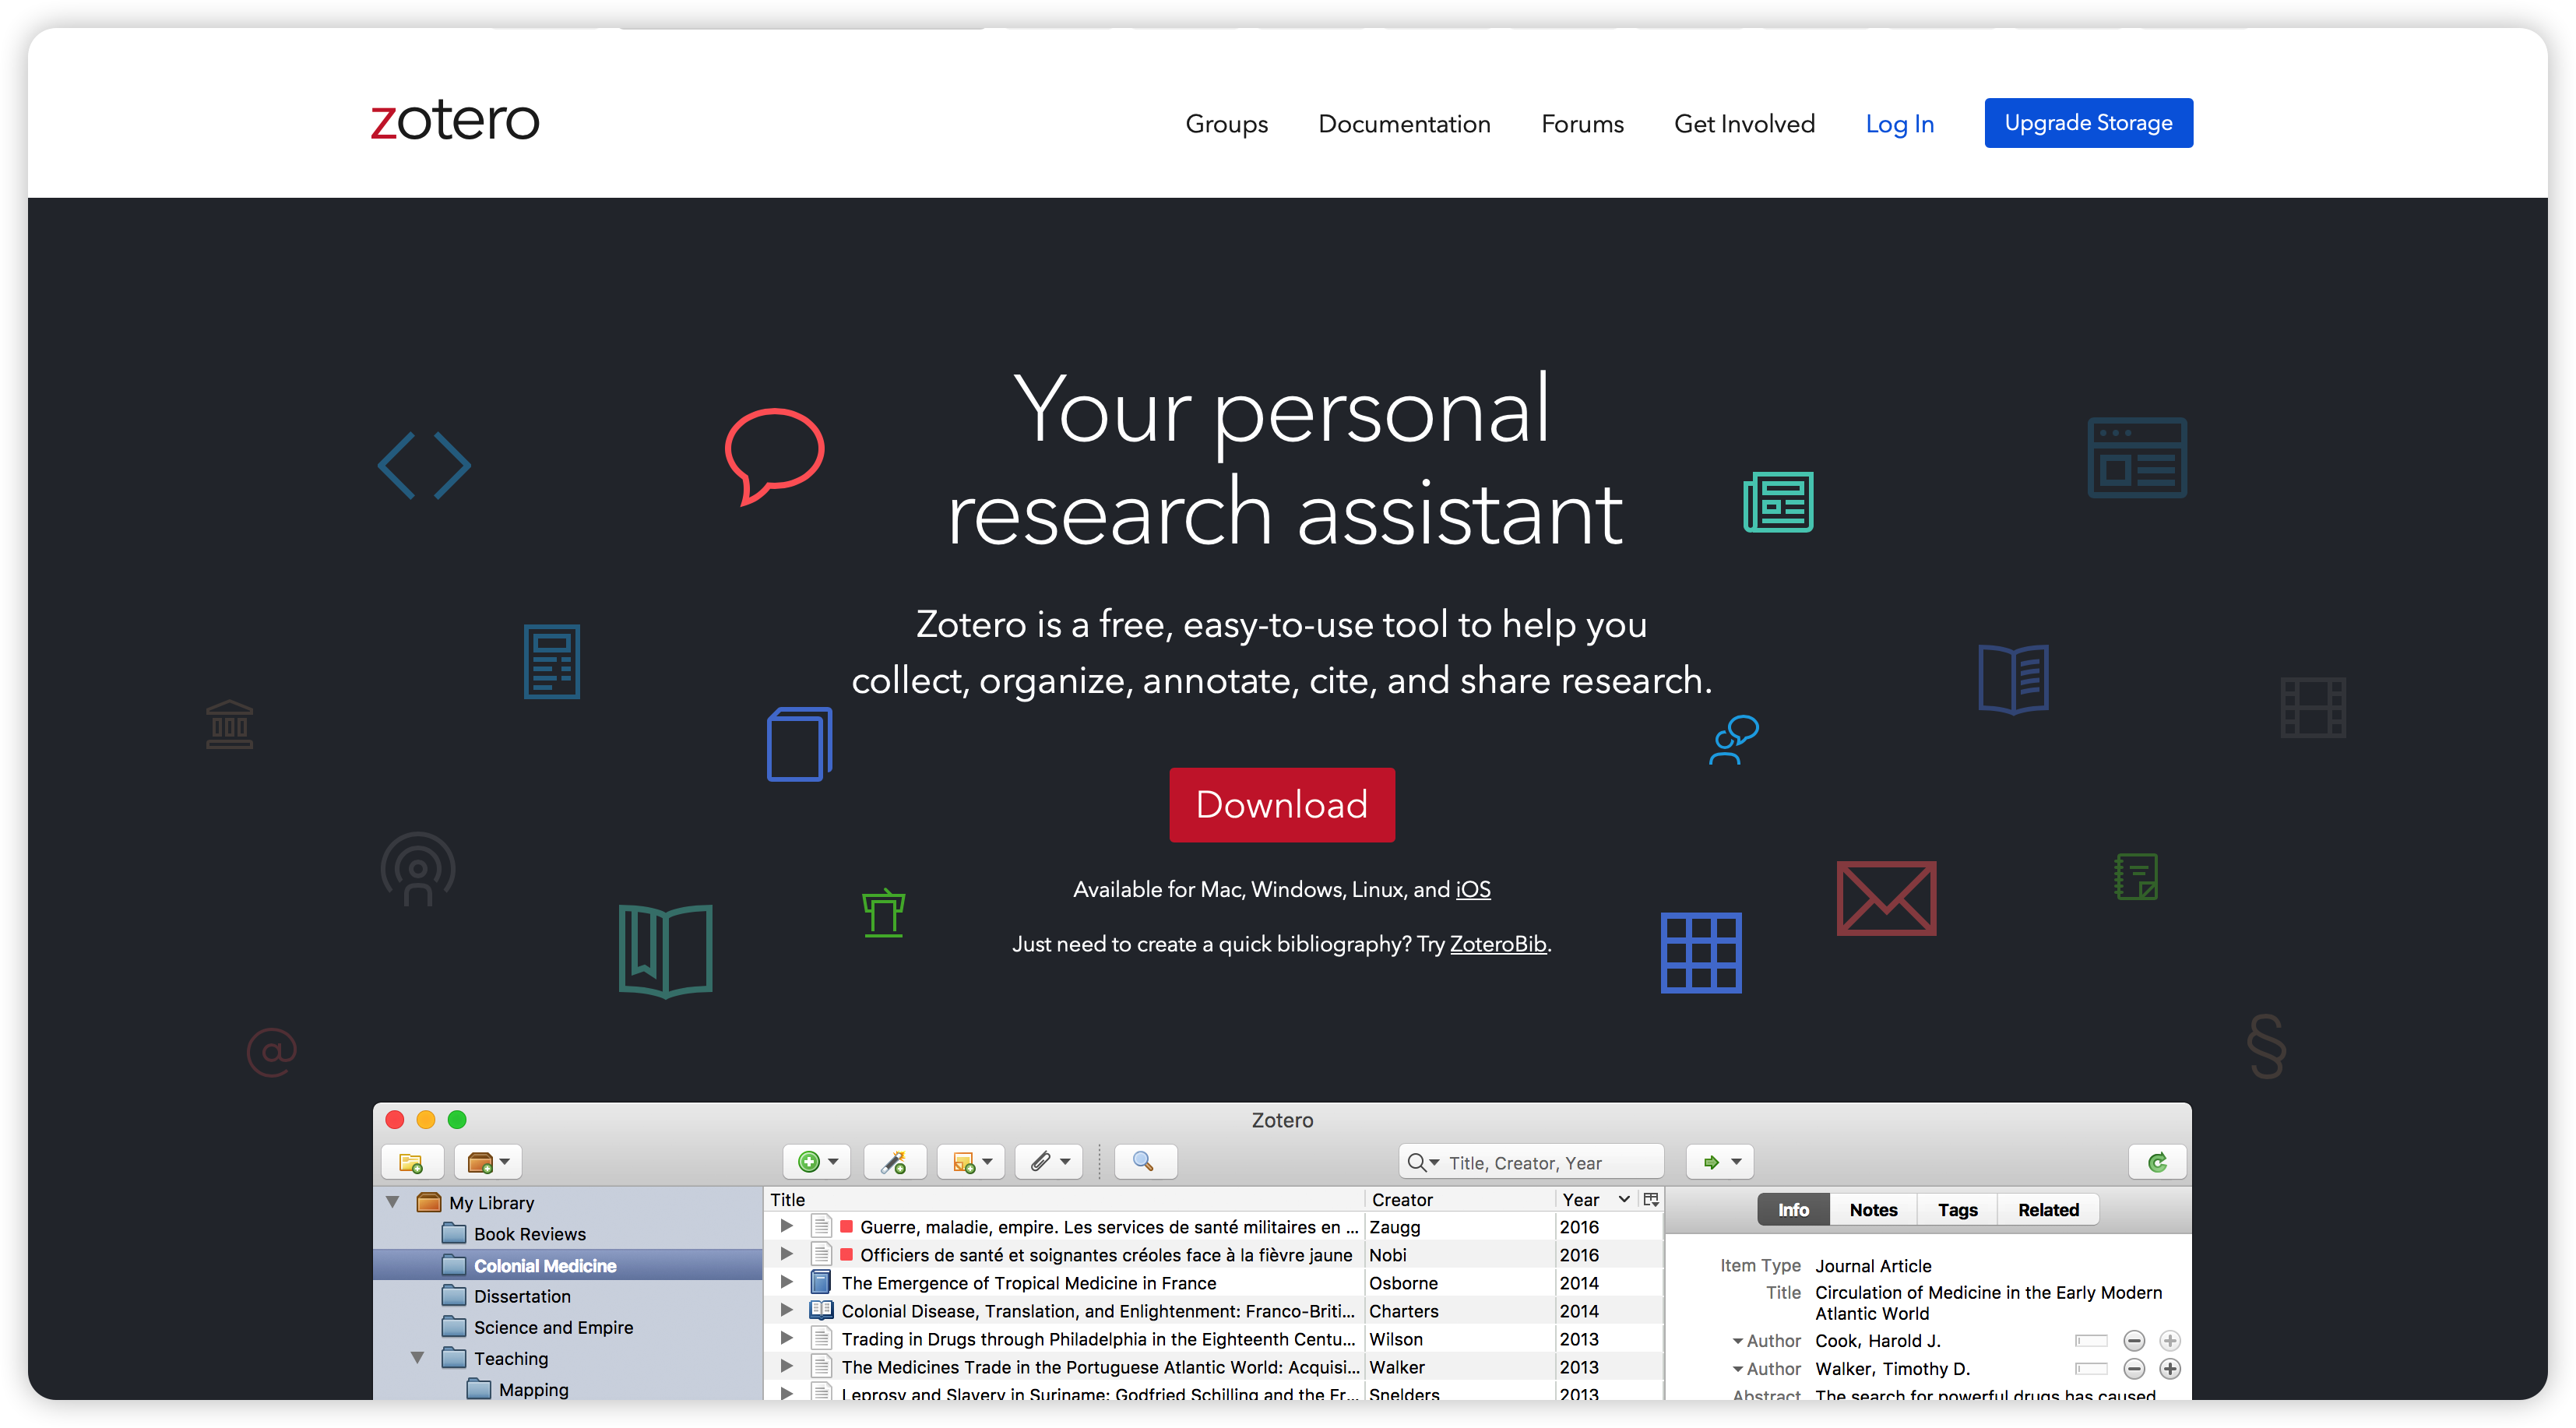 zotero
Groups
Documentation
Forums
Get Involved
Log In
Upgrade Storage
Your personal
research assistant
Zotero is a free, easy-to-use tool to help you
collect, organize, annotate, cite, and share research.
Download
Available for Mac, Windows, Linux, and iOS
Just need to create a quick bibliography? Try ZoteroBib.
@
§
Zotero
Title, Creator, Year
My Library
Book Reviews
Colonial Medicine
Dissertation
Science and Empire
Teaching
Mapping
Title Creator Year
Guerre, maladie, empire. Les services de santé militaires en ... Zaugg 2016
Officiers de santé et soignantes créoles face à la fièvre jaune Nobi 2016
The Emergence of Tropical Medicine in France Osborne 2014
Colonial Disease, Translation, and Enlightenment: Franco-Briti... Charters 2014
Trading in Drugs through Philadelphia in the Eighteenth Centu... Wilson 2013
The Medicines Trade in the Portuguese Atlantic World: Acquisi... Walker 2013
Leprosy and Slavery in Suriname: Godfried Schilling and the Fr... Snelders 2013
Info Notes Tags Related
Item Type Journal Article
Title Circulation of Medicine in the Early Modern
Atlantic World
Author Cook, Harold J.
Author Walker, Timothy D.
Abstract The search for powerful drugs has caused